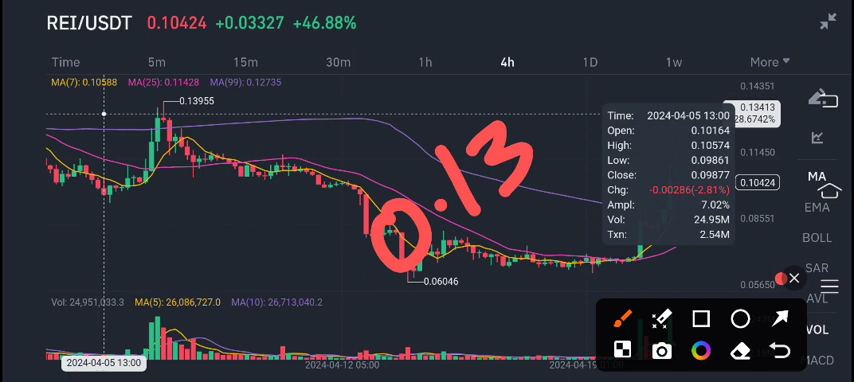 REI/USDT 0.10424 +0.03327 +46.88%
Time 5m 15m 30m 1h 4h 1D 1w More
MA(7): 0.10588 MA(25): 0.11428 MA(99): 0.12735
0.14351
0.13955
0.13413
28.6742%
Time: 2024-04-05 13:00
Open: 0.10164
High: 0.10574
Low: 0.09861
Close: 0.09877
Chg: -0.00286(-2.81%)
Ampl: 7.02%
Vol: 24.95M
Txn: 2.54M
0.13
0.11450
0.10424
0.08551
0.05650
0.06046
MA
EMA
BOLL
SAR
AVL
VOL
MACD
Vol: 24,951,033.3 MA(5): 26,086,727.0 MA(10): 26,713,040.2
2024-04-05 13:00 2024-04-12 05:00